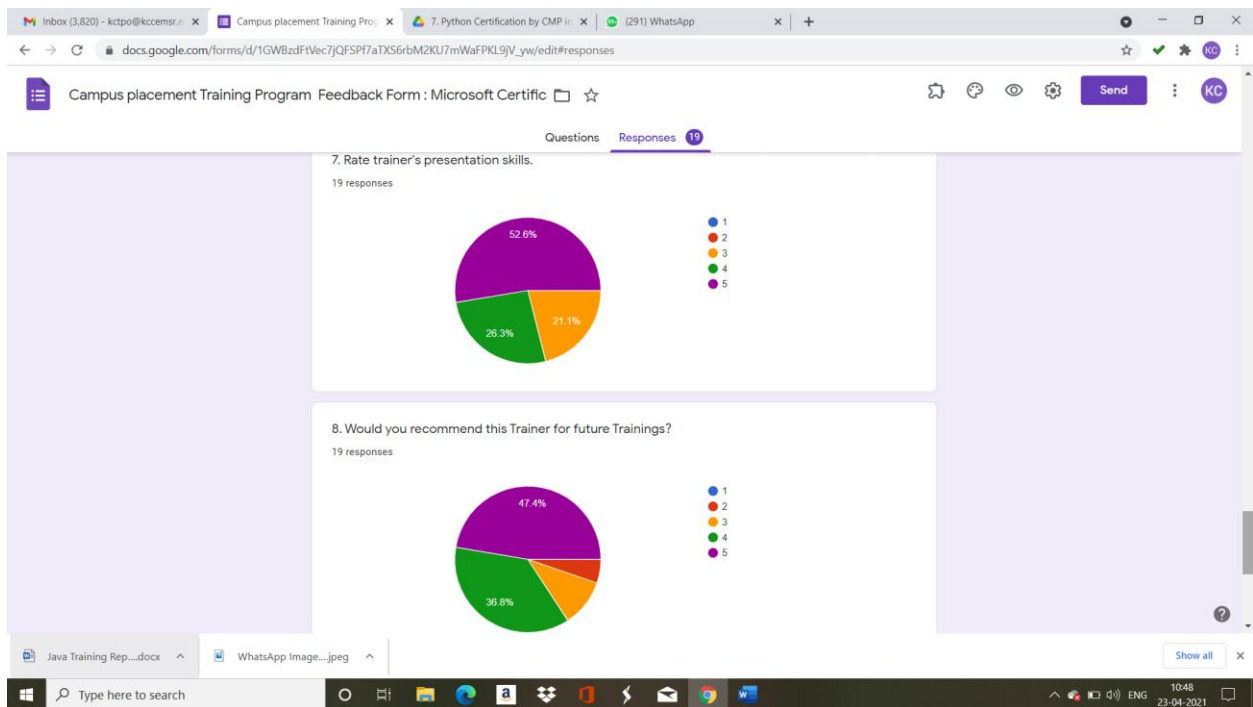 Inbox (3,820) - kctpo@kccemsr.e
Campus placement Training Prog
7. Python Certification by CMP in
(291) WhatsApp
docs.google.com/forms/d/1GWBzdFtVec7jQFSPf7aTXS6rbM2KU7mWaFPKL9jV_yw/edit#responses
KC
Campus placement Training Program Feedback Form : Microsoft Certific
Send
KC
Questions
Responses 19
7. Rate trainer's presentation skills.
19 responses
52.6%
26.3%
21.1%
1
2
3
4
5
8. Would you recommend this Trainer for future Trainings?
19 responses
47.4%
36.8%
1
2
3
4
5
Java Training Rep....docx
WhatsApp Image....jpeg
Show all
Type here to search
ENG
10:48
23-04-2021